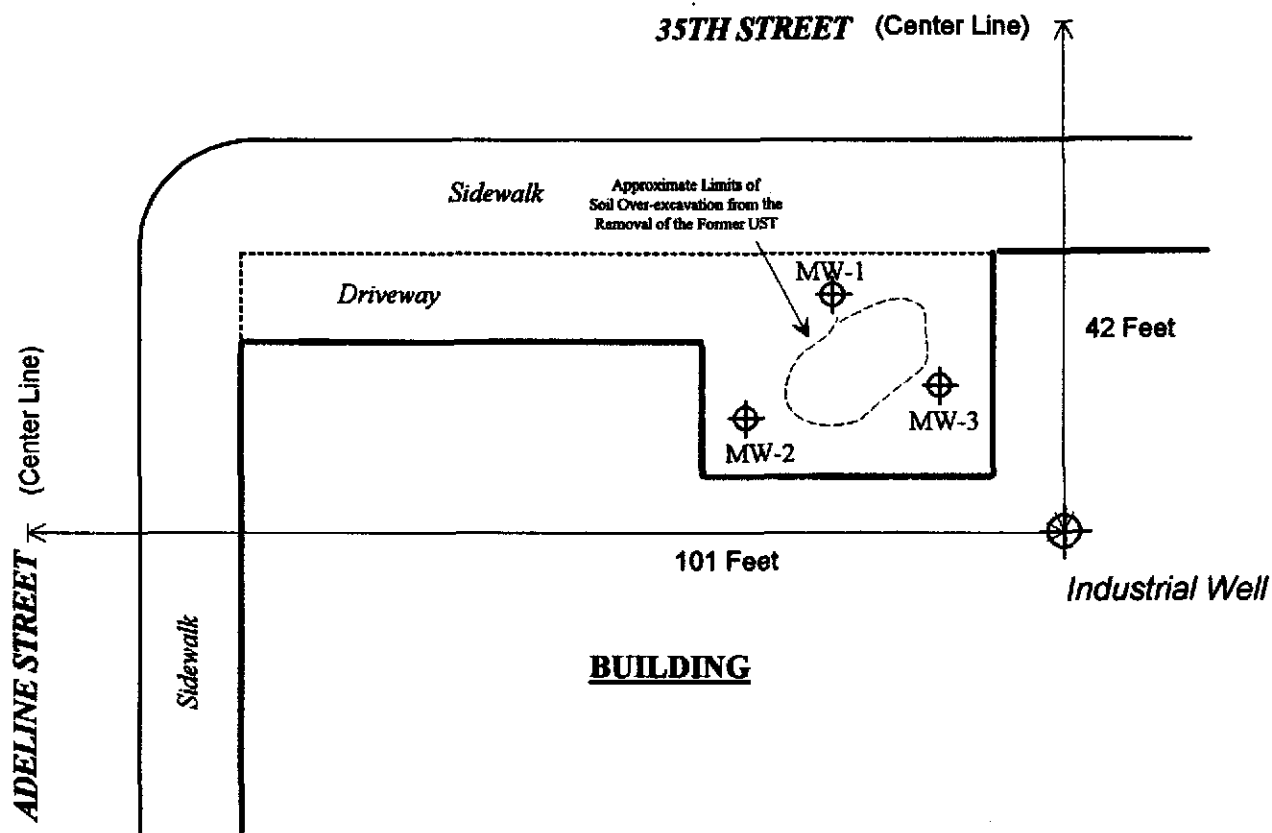 35TH STREET (Center Line)
Sidewalk
Approximate Limits of
Soil Over-excavation from the
Removal of the Former UST
MW-1
Driveway
42 Feet
MW-3
MW-2
ADELINE STREET (Center Line)
101 Feet
Industrial Well
Sidewalk
BUILDING